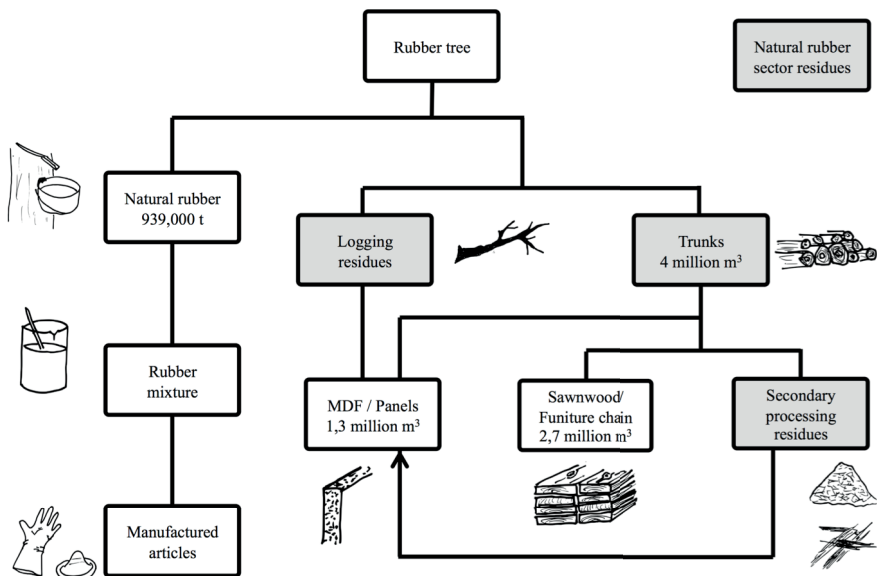 Rubber tree
Natural rubber
sector residues
Natural rubber
939,000 t
Logging
residues
Trunks
4 million m³
Rubber
mixture
MDF / Panels
1,3 million m³
Sawnwood/
Funiture chain
2,7 million m³
Secondary
processing
residues
Manufactured
articles